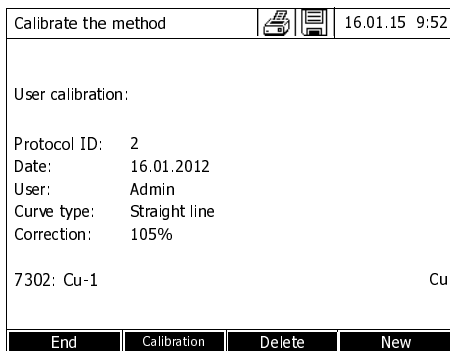 Calibrate the method 16.01.15 9:52
User calibration:
Protocol ID: 2
Date: 16.01.2012
User: Admin
Curve type: Straight line
Correction: 105%
7302: Cu-1 Cu
End Calibration Delete New